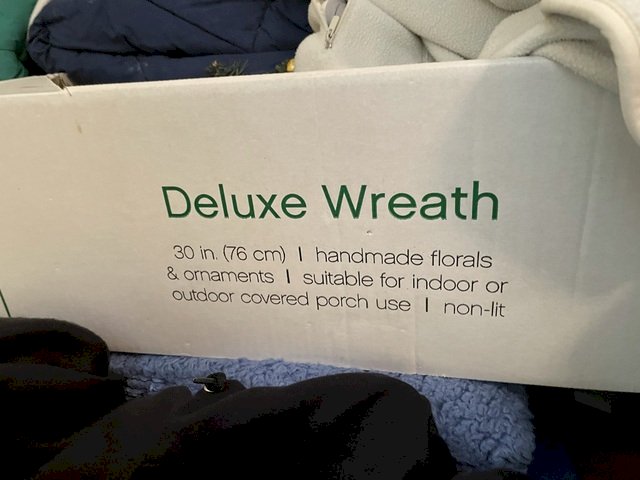 Deluxe Wreath
30 in. (76 cm) | handmade florals
& ornaments | suitable for indoor or
outdoor covered porch use | non-lit